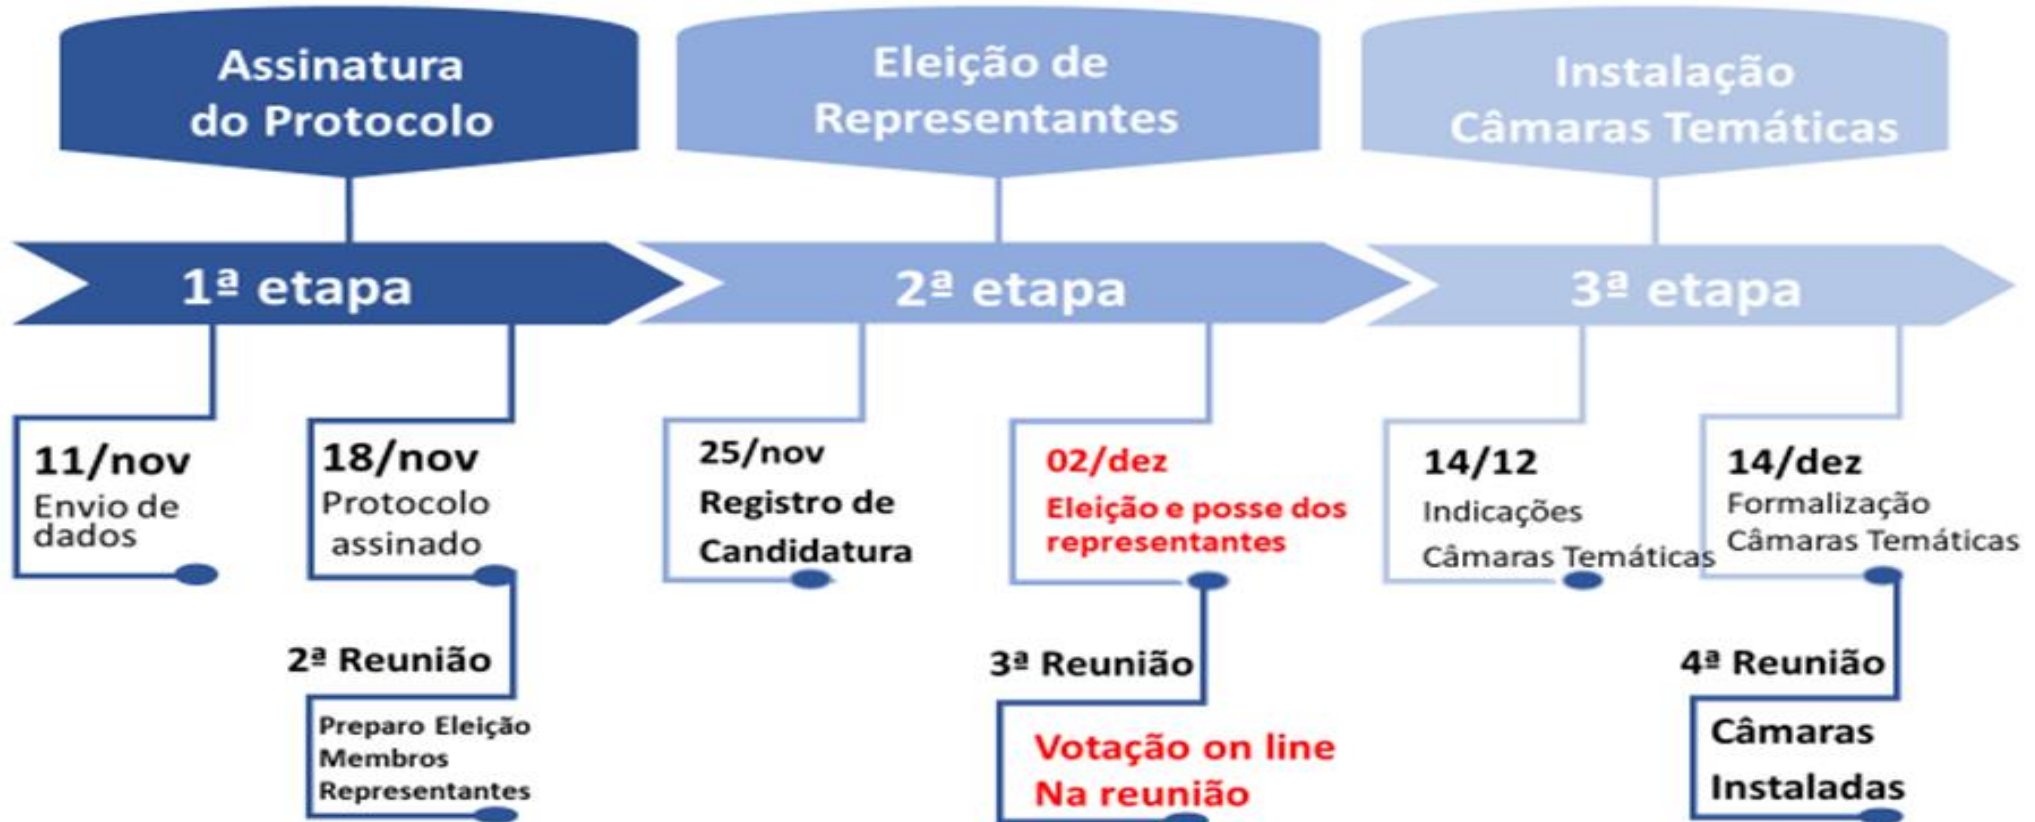 Assinatura
do Protocolo
Eleição de
Representantes
Instalação
Câmaras Temáticas
1ª etapa
2ª etapa
3ª etapa
11/nov
Envio de
dados
18/nov
Protocolo
assinado
2ª Reunião
Preparo Eleição
Membros
Representantes
25/nov
Registro de
Candidatura
02/dez
Eleição e posse dos
representantes
3ª Reunião
Votação on line
Na reunião
14/12
Indicações
Câmaras Temáticas
14/dez
Formalização
Câmaras Temáticas
4ª Reunião
Câmaras
Instaladas